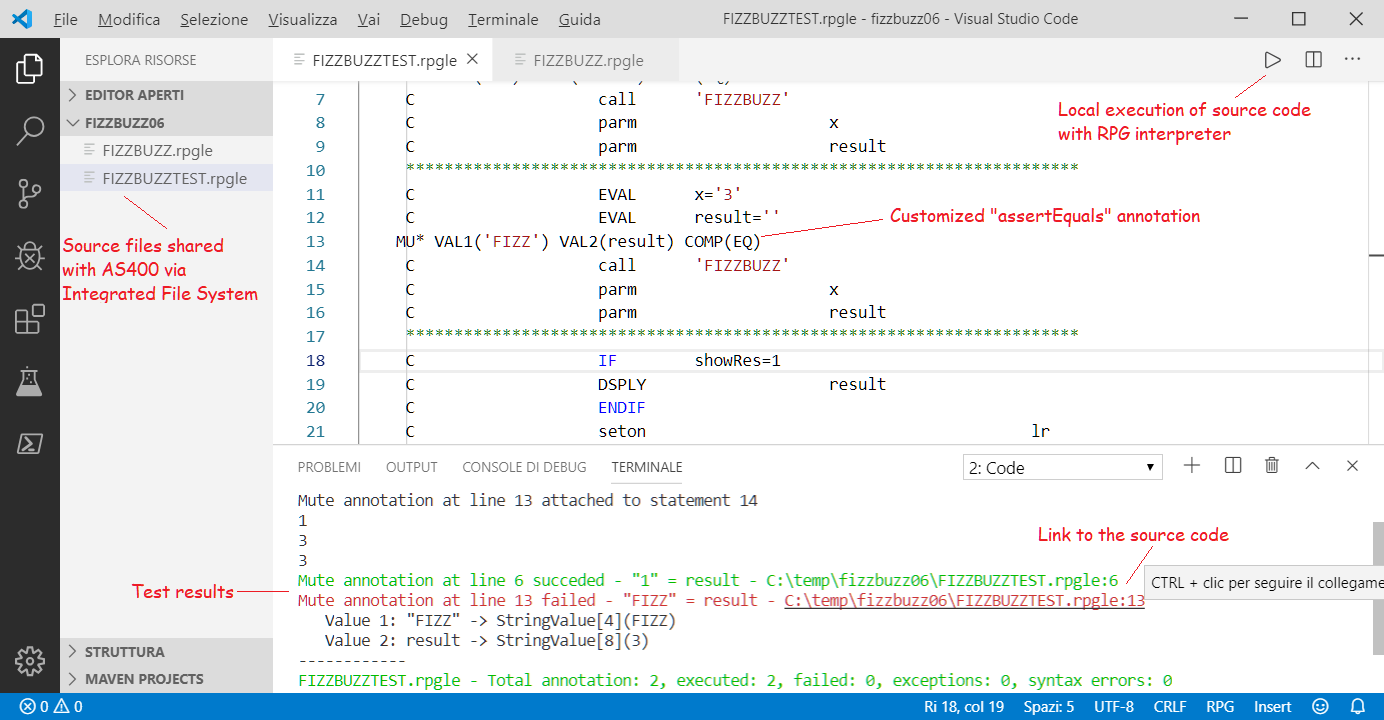 File Modifica Selezione Visualizza Vai Debug Terminale Guida FIZZBUZZTEST.rpgle - fizzbuzz06 - Visual Studio Code
ESPLORA RISORSE
FIZZBUZZTEST.rpgle FIZZBUZZ.rpgle
EDITOR APERTI
FIZZBUZZ06
FIZZBUZZ.rpgle
FIZZBUZZTEST.rpgle
Source files shared
with AS400 via
Integrated File System
7 C call 'FIZZBUZZ'
8 C parm x
9 C parm result
10 **********************************************************************
11 C EVAL x='3'
12 C EVAL result=''
13 MU* VAL1('FIZZ') VAL2(result) COMP(EQ)
14 C call 'FIZZBUZZ'
15 C parm x
16 C parm result
17 **********************************************************************
18 C IF showRes=1
19 C DSPLY result
20 C ENDIF
21 C seton lr
Local execution of source code
with RPG interpreter
Customized "assertEquals" annotation
PROBLEMI OUTPUT CONSOLE DI DEBUG TERMINALE 2: Code
Mute annotation at line 13 attached to statement 14
1
3
3
Mute annotation at line 6 succeded - "1" = result - C:\temp\fizzbuzz06\FIZZBUZZTEST.rpgle:6
Mute annotation at line 13 failed - "FIZZ" = result - C:\temp\fizzbuzz06\FIZZBUZZTEST.rpgle:13
Value 1: "FIZZ" -> StringValue[4](FIZZ)
Value 2: result -> StringValue[8](3)
------------
FIZZBUZZTEST.rpgle - Total annotation: 2, executed: 2, failed: 0, exceptions: 0, syntax errors: 0
Link to the source code
CTRL + clic per seguire il collegame
Test results
STRUTTURA
MAVEN PROJECTS
0 0 Ri 18, col 19 Spazi: 5 UTF-8 CRLF RPG Insert